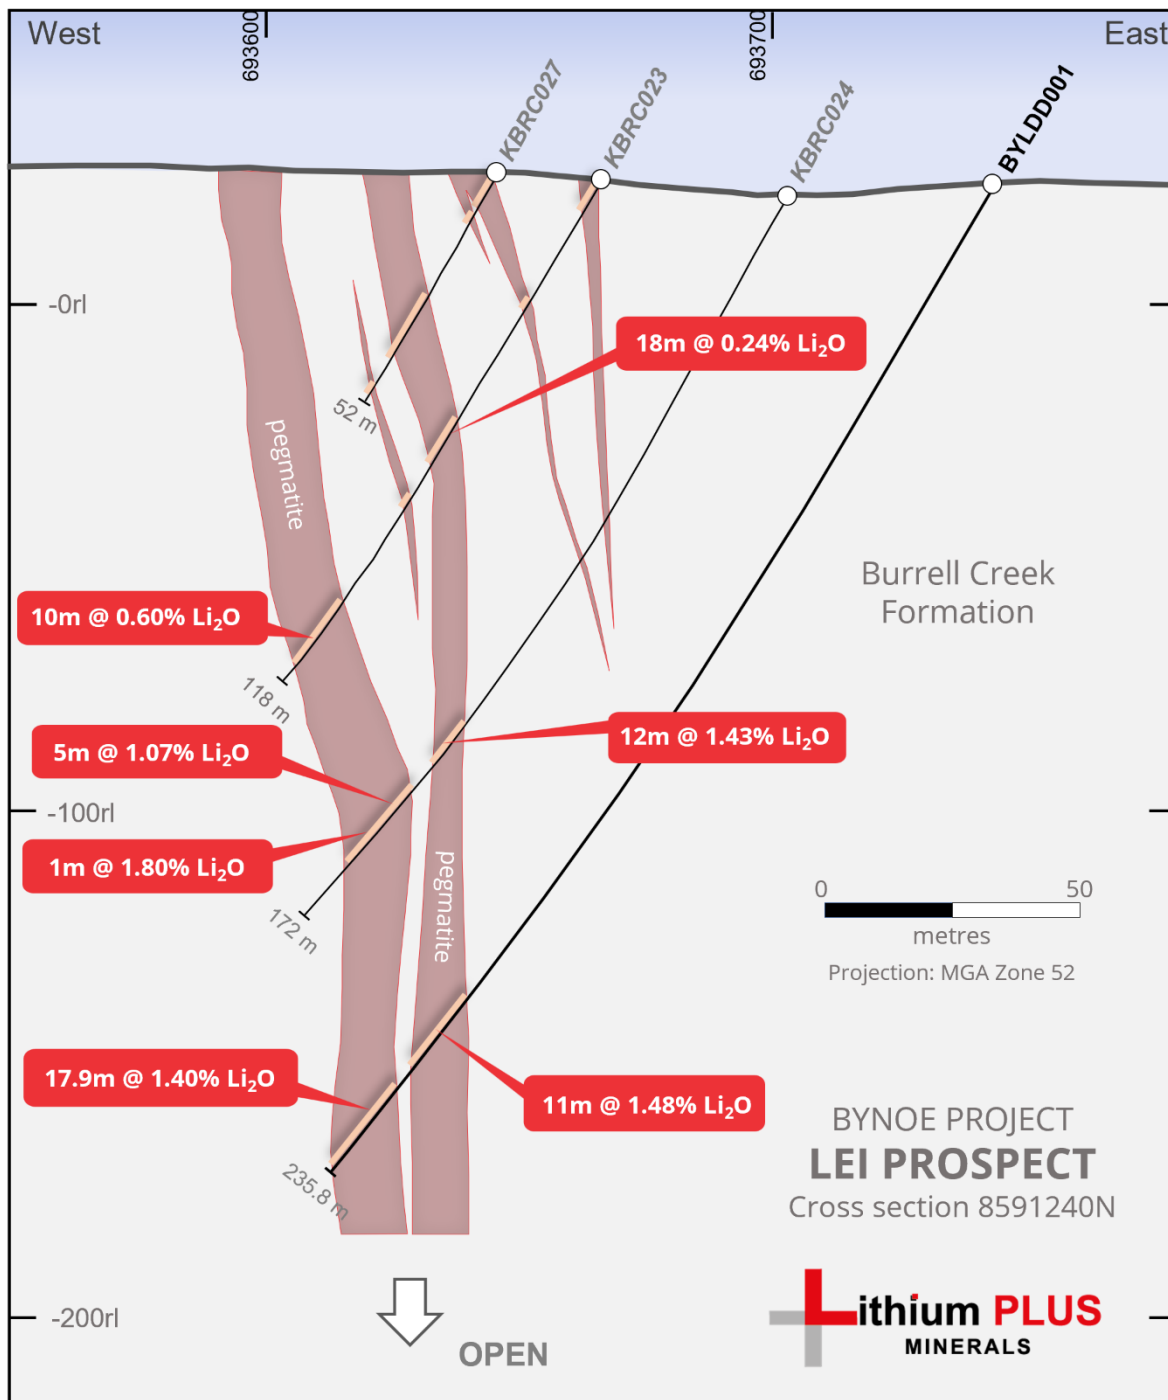 West
693600
693700
East
KBRC027
KBRC023
KBRC024
BYLDD001
-0rl
18m @ 0.24% Li₂O
52 m
pegmatite
Burrell Creek
Formation
10m @ 0.60% Li₂O
118 m
5m @ 1.07% Li₂O
12m @ 1.43% Li₂O
-100rl
1m @ 1.80% Li₂O
pegmatite
172 m
0 50
metres
Projection: MGA Zone 52
17.9m @ 1.40% Li₂O
11m @ 1.48% Li₂O
235.8 m
BYNOE PROJECT
LEI PROSPECT
Cross section 8591240N
-200rl
OPEN
Lithium PLUS
MINERALS